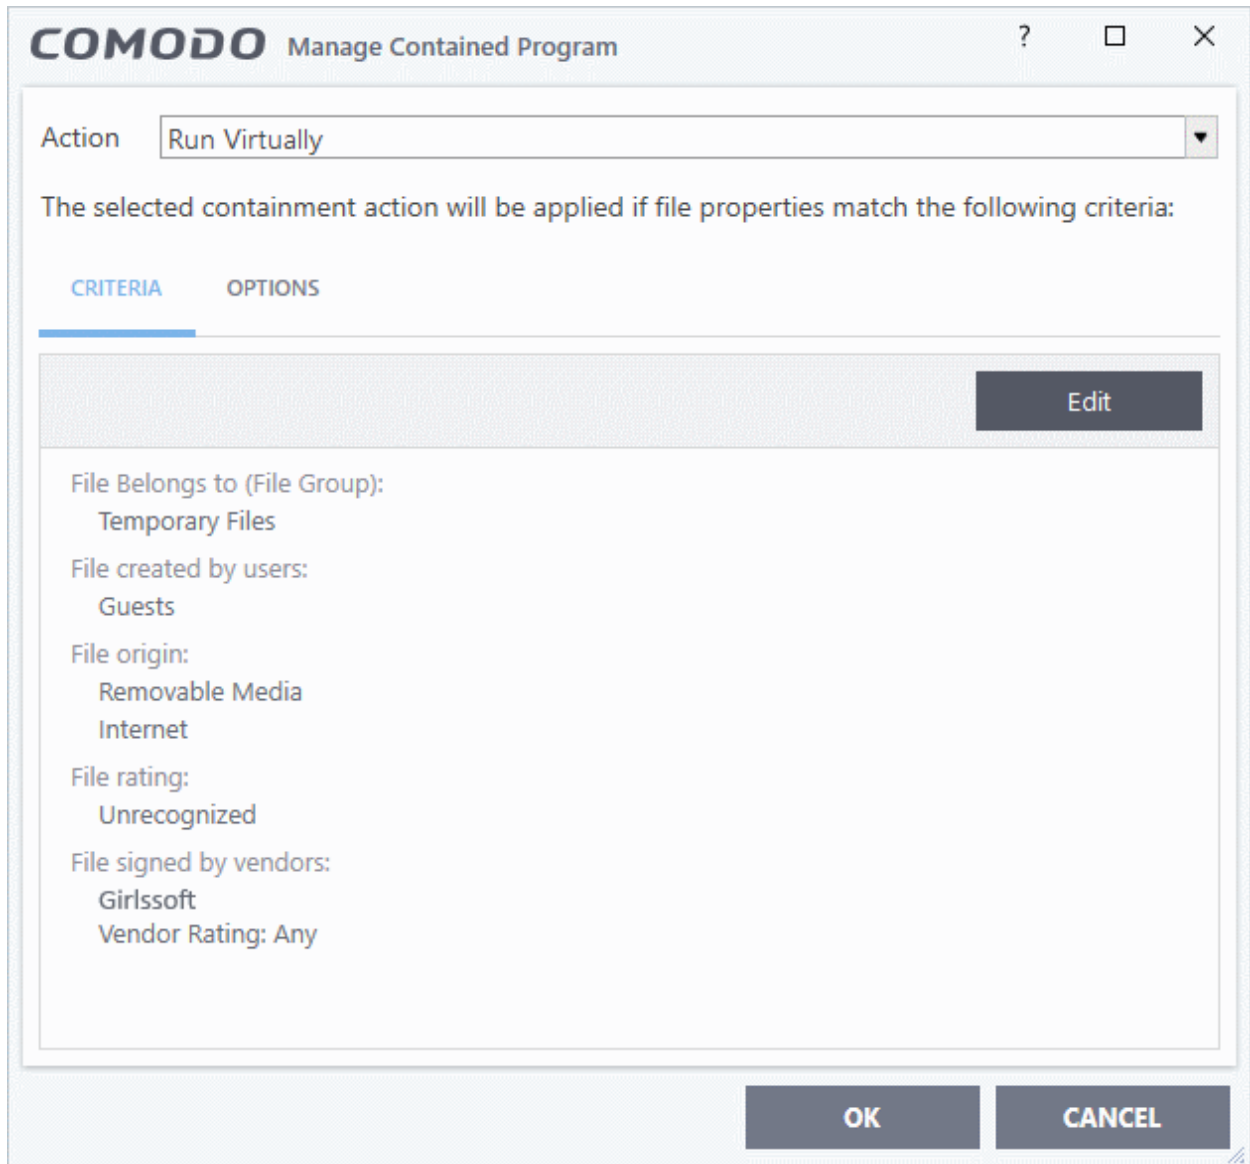 COMODO Manage Contained Program ?
Action Run Virtually
The selected containment action will be applied if file properties match the following criteria:
CRITERIA OPTIONS
Edit
File Belongs to (File Group):
Temporary Files
File created by users:
Guests
File origin:
Removable Media
Internet
File rating:
Unrecognized
File signed by vendors:
Girlssoft
Vendor Rating: Any
OK CANCEL